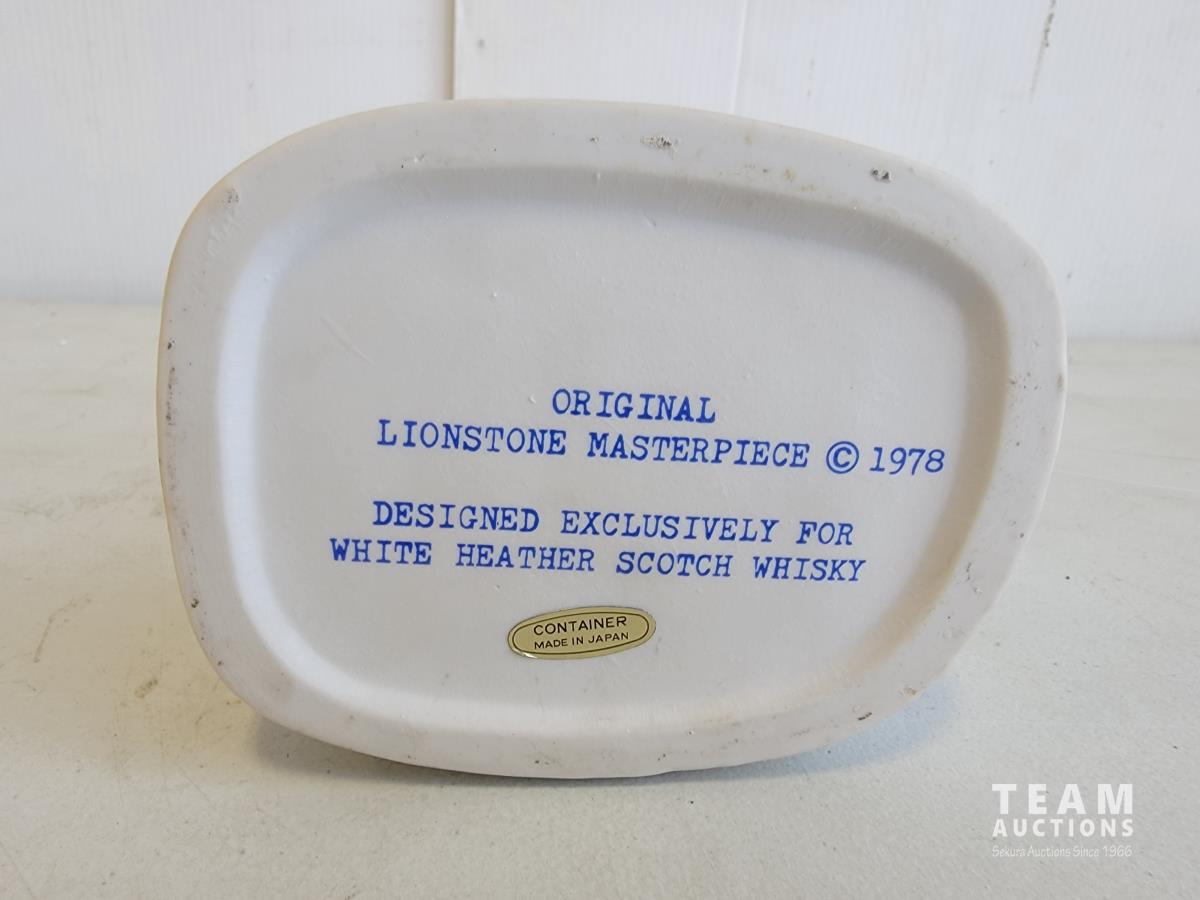 ORIGINAL
LIONSTONE MASTERPIECE © 1978
DESIGNED EXCLUSIVELY FOR
WHITE HEATHER SCOTCH WHISKY
CONTAINER
MADE IN JAPAN
TEAM
AUCTIONS
Sekura Auctions Since 1966